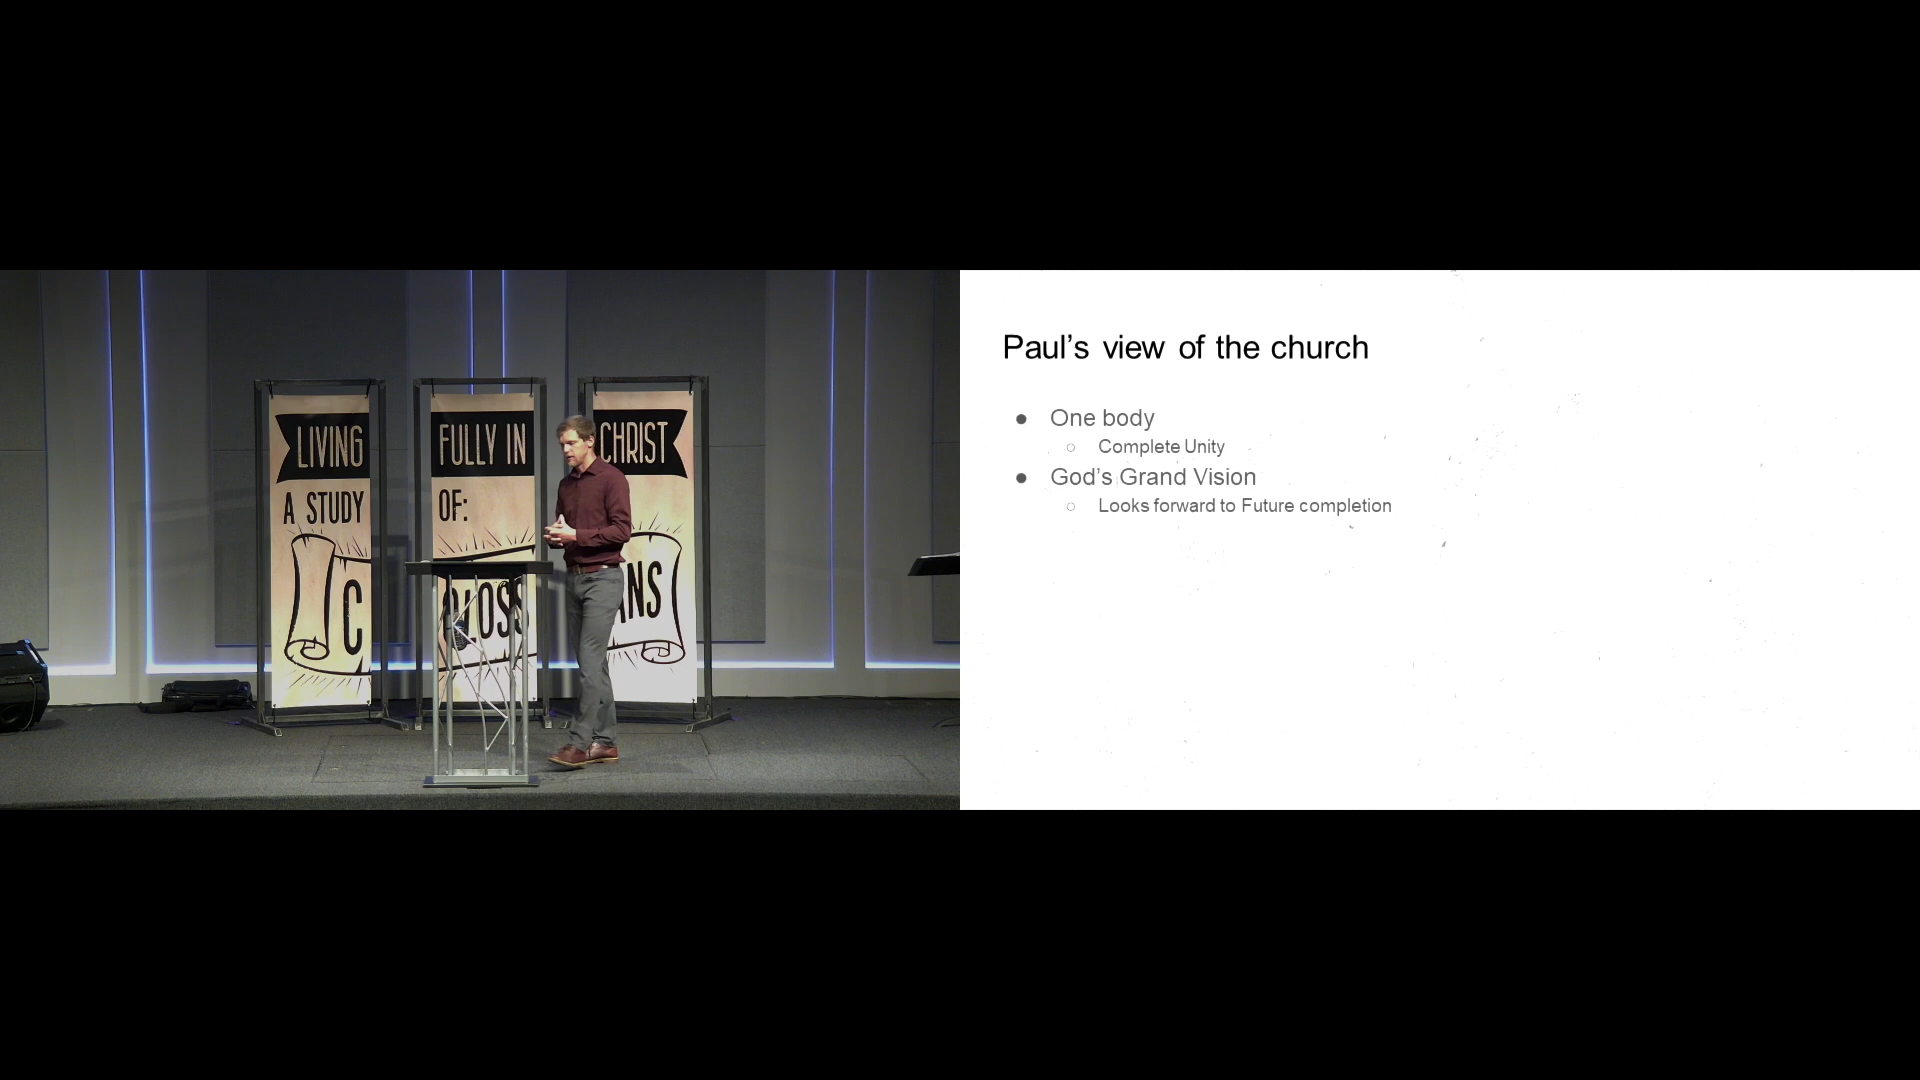 LIVING
FULLY IN
CHRIST
A STUDY
OF:
C
LOSS
ANS
Paul’s view of the church
● One body
○ Complete Unity
● God’s Grand Vision
○ Looks forward to Future completion